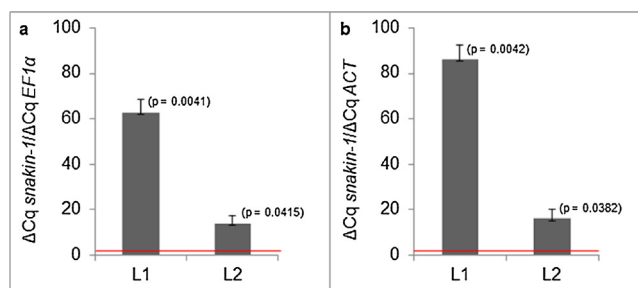 a
ΔCq snakin-1/ΔCq EF1α
100
80
60
40
20
0
(p = 0.0041)
(p = 0.0415)
L1
L2
b
ΔCq snakin-1/ΔCq ACT
100
80
60
40
20
0
(p = 0.0042)
(p = 0.0382)
L1
L2